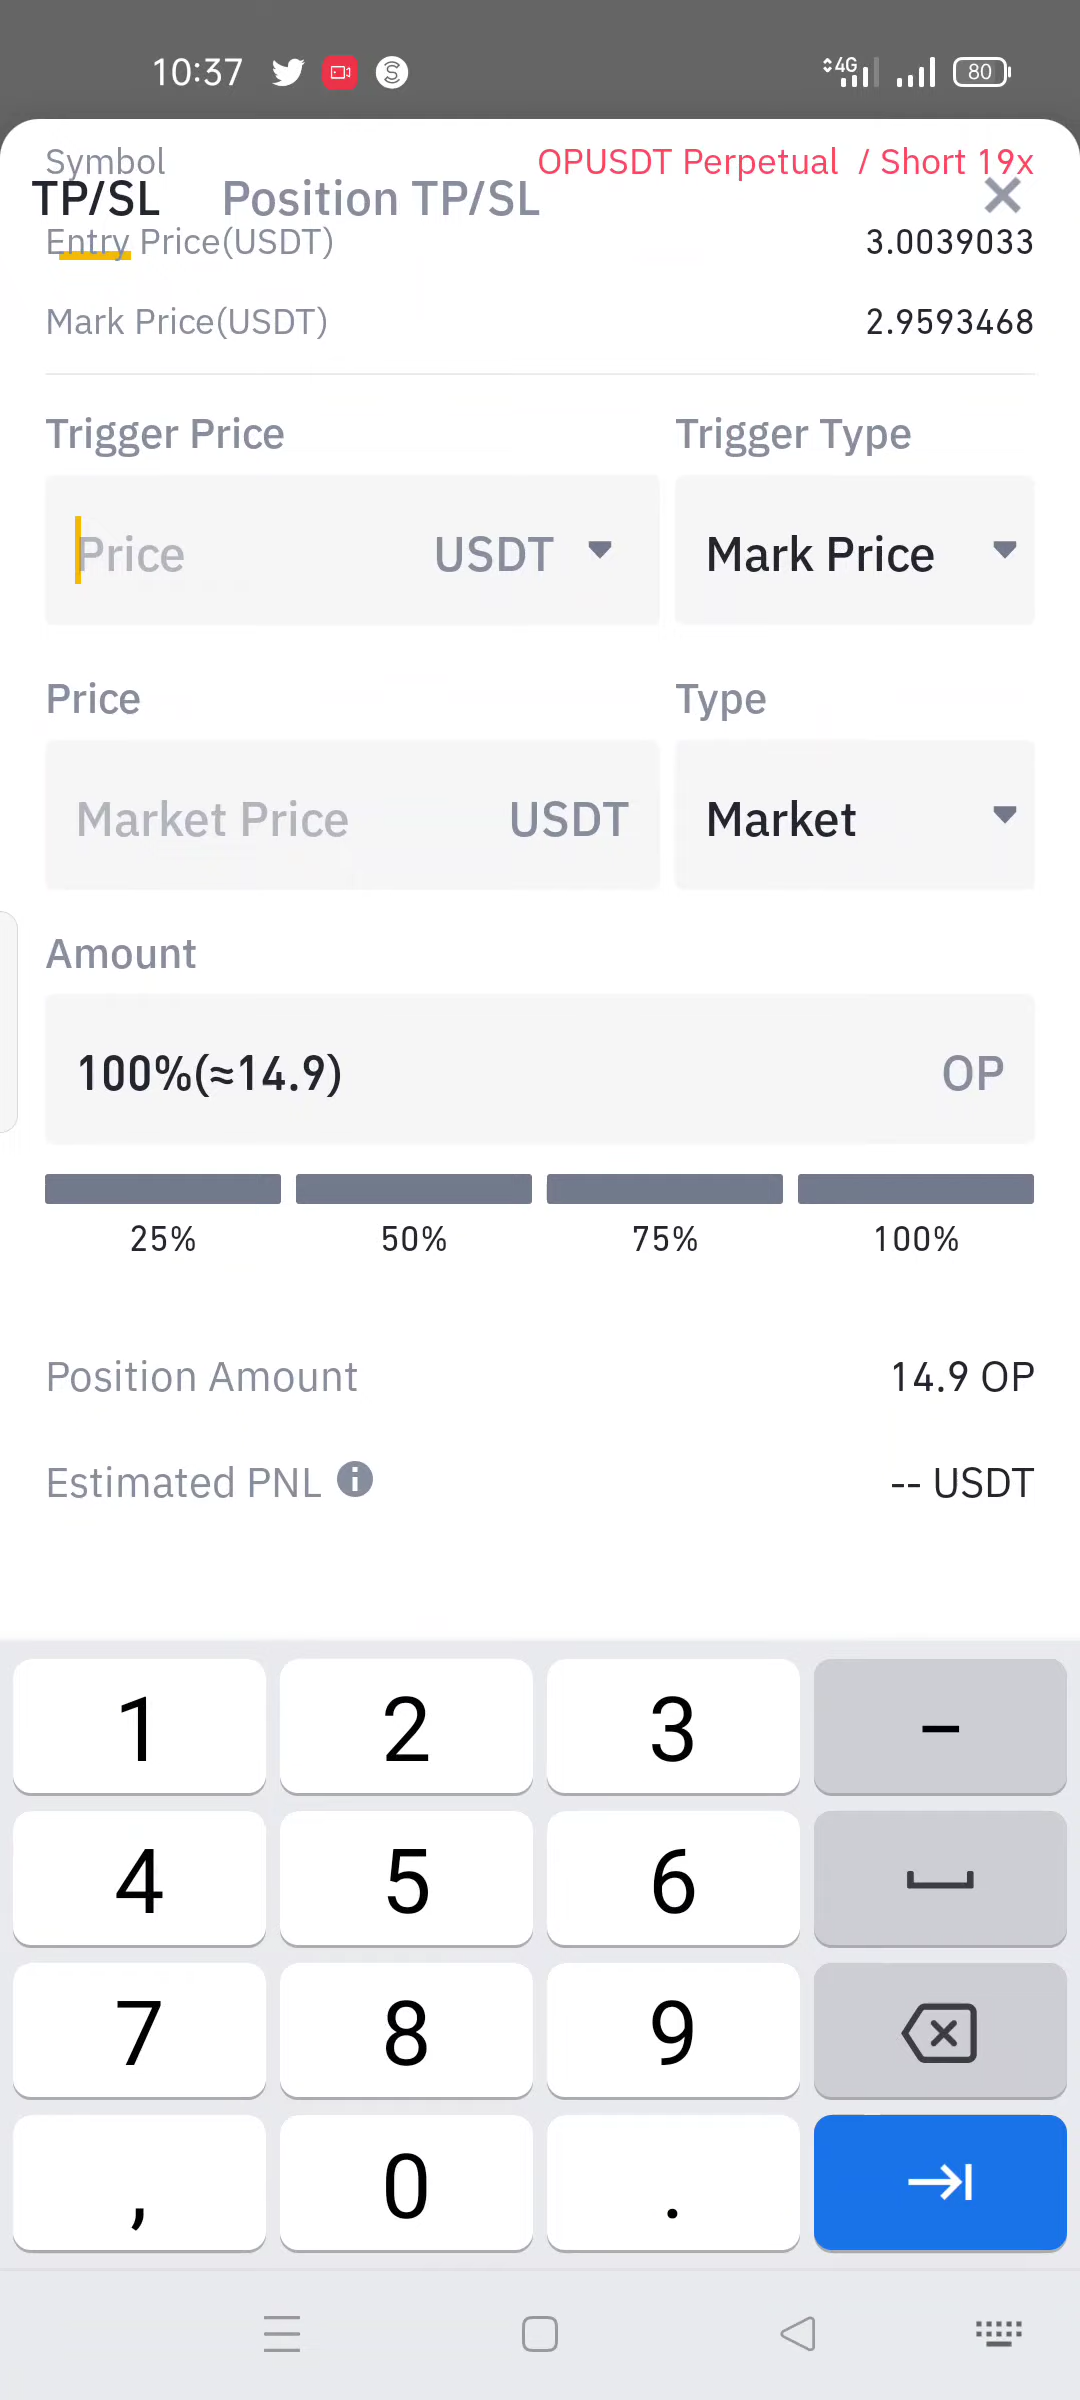 10:37 4G 80
Symbol OPUSDT Perpetual / Short 19x
TP/SL Position TP/SL
Entry Price(USDT) 3.0039033
Mark Price(USDT) 2.9593468
Trigger Price Trigger Type
Price USDT Mark Price
Price Type
Market Price USDT Market
Amount
100%(≈14.9) OP
25% 50% 75% 100%
Position Amount 14.9 OP
Estimated PNL -- USDT
1 2 3 –
4 5 6
7 8 9
, 0 .